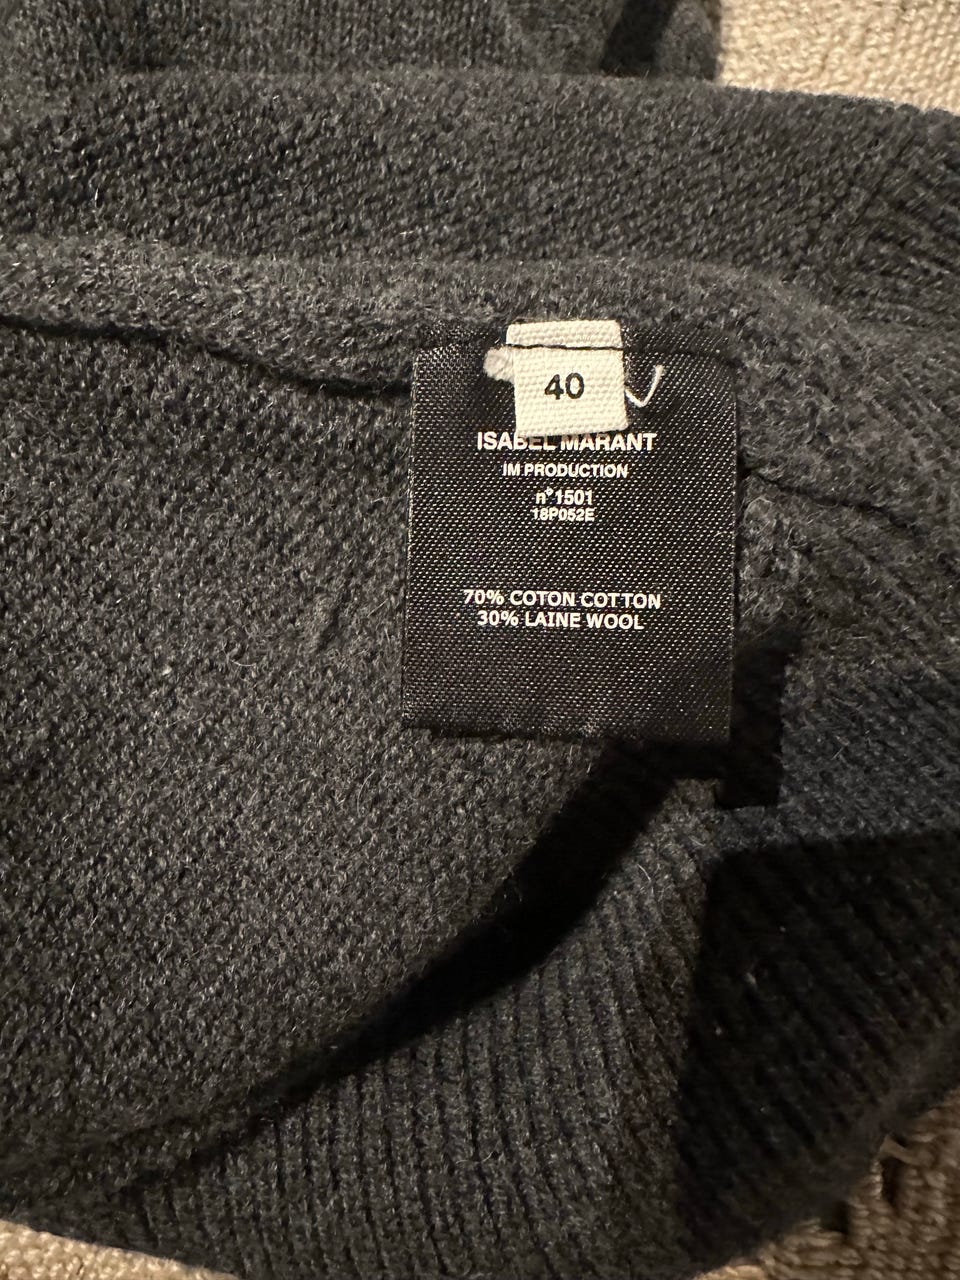 40
ISABEL MARANT
IM PRODUCTION
n°1501
18P052E
70% COTON COTTON
30% LAINE WOOL